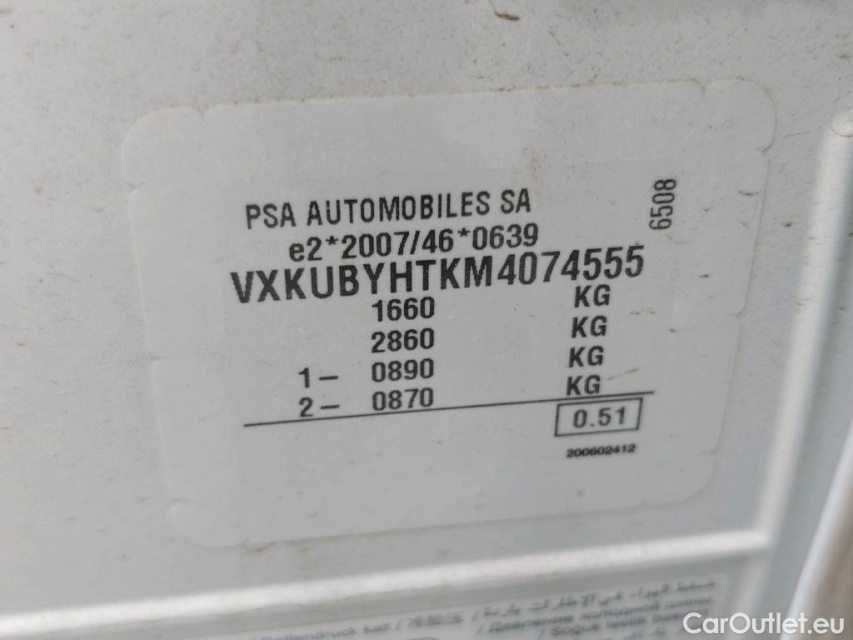 PSA AUTOMOBILES SA
6508
e2*2007/46*0639
VXKUBYHTKM4074555
1660 KG
2860 KG
1- 0890 KG
2- 0870 KG
0.51
200602412
CarOutlet.eu